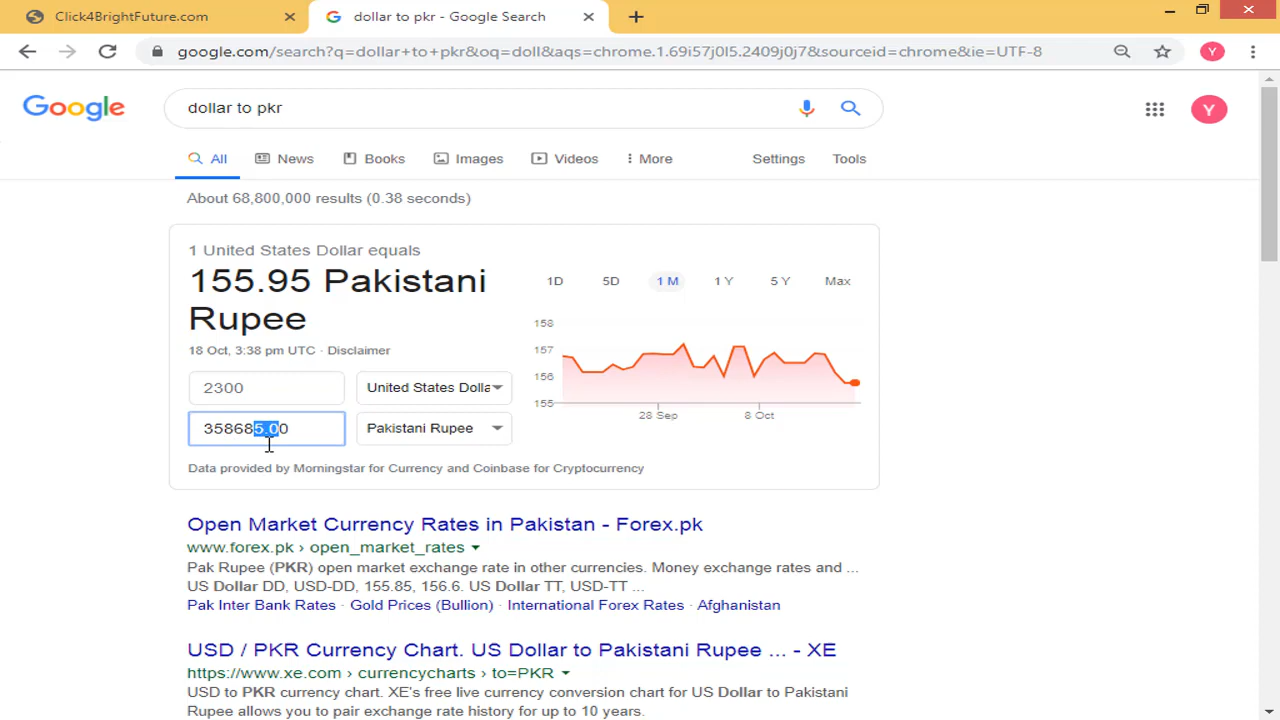 Click4BrightFuture.com
dollar to pkr - Google Search
google.com/search?q=dollar+to+pkr&oq=doll&aqs=chrome.1.69i57j0l5.2409j0j7&sourceid=chrome&ie=UTF-8
Y
Google
dollar to pkr
Y
All News Books Images Videos More Settings Tools
About 68,800,000 results (0.38 seconds)
1 United States Dollar equals
155.95 Pakistani
Rupee
18 Oct, 3:38 pm UTC · Disclaimer
2300 United States Dolla
358685.00 Pakistani Rupee
1D 5D 1M 1Y 5Y Max
158
157
156
155
28 Sep 8 Oct
Data provided by Morningstar for Currency and Coinbase for Cryptocurrency
Open Market Currency Rates in Pakistan - Forex.pk
www.forex.pk › open_market_rates
Pak Rupee (PKR) open market exchange rate in other currencies. Money exchange rates and ...
US Dollar DD, USD-DD, 155.85, 156.6. US Dollar TT, USD-TT ...
Pak Inter Bank Rates · Gold Prices (Bullion) · International Forex Rates · Afghanistan
USD / PKR Currency Chart. US Dollar to Pakistani Rupee ... - XE
https://www.xe.com › currencycharts › to=PKR
USD to PKR currency chart. XE's free live currency conversion chart for US Dollar to Pakistani
Rupee allows you to pair exchange rate history for up to 10 years.